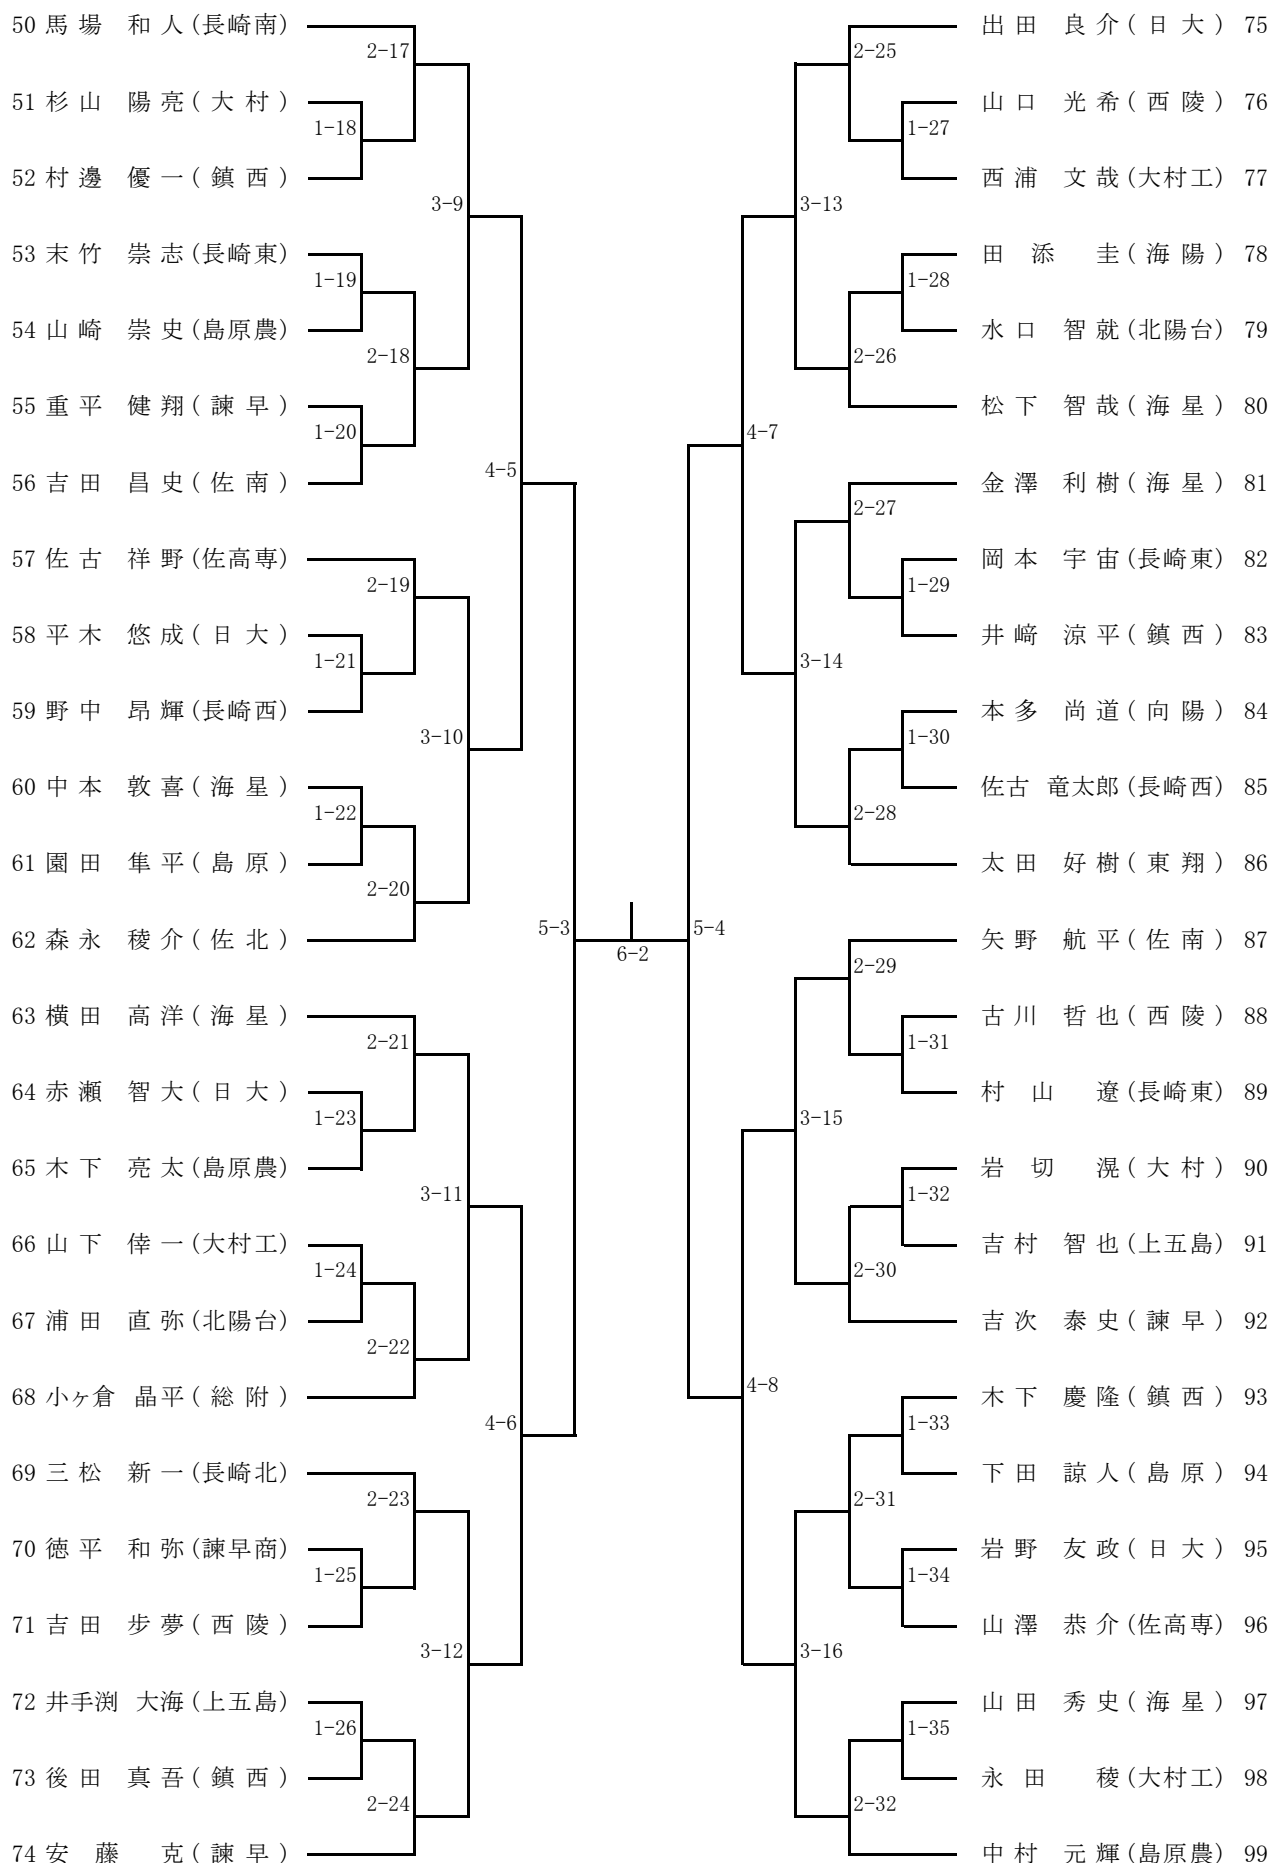 50 馬場 和人 (長崎南)
2-17
51 杉山 陽亮 (大村)
1-18
52 村邊 優一 (鎮西)
3-9
53 末竹 崇志 (長崎東)
1-19
54 山崎 崇史 (島原農)
2-18
55 重平 健翔 (諫早)
1-20
56 吉田 昌史 (佐南)
4-5
57 佐古 祥野 (佐高専)
2-19
58 平木 悠成 (日大)
1-21
59 野中 昂輝 (長崎西)
3-10
60 中本 敦喜 (海星)
1-22
61 園田 隼平 (島原)
2-20
62 森永 稜介 (佐北)
5-3
6-2
63 横田 高洋 (海星)
2-21
64 赤瀬 智大 (日大)
1-23
65 木下 亮太 (島原農)
3-11
66 山下 倖一 (大村工)
1-24
67 浦田 直弥 (北陽台)
2-22
68 小ヶ倉 晶平 (総附)
4-6
69 三松 新一 (長崎北)
2-23
70 徳平 和弥 (諫早商)
1-25
71 吉田 歩夢 (西陵)
3-12
72 井手渕 大海 (上五島)
1-26
73 後田 真吾 (鎮西)
2-24
74 安藤 克 (諫早)
出田 良介 (日大) 75
2-25
山口 光希 (西陵) 76
1-27
西浦 文哉 (大村工) 77
3-13
田添 圭 (海陽) 78
1-28
水口 智就 (北陽台) 79
2-26
松下 智哉 (海星) 80
4-7
金澤 利樹 (海星) 81
2-27
岡本 宇宙 (長崎東) 82
1-29
井﨑 涼平 (鎮西) 83
3-14
本多 尚道 (向陽) 84
1-30
佐古 竜太郎 (長崎西) 85
2-28
太田 好樹 (東翔) 86
5-4
矢野 航平 (佐南) 87
2-29
古川 哲也 (西陵) 88
1-31
村山 遼 (長崎東) 89
3-15
岩切 滉 (大村) 90
1-32
吉村 智也 (上五島) 91
2-30
吉次 泰史 (諫早) 92
4-8
木下 慶隆 (鎮西) 93
1-33
下田 諒人 (島原) 94
2-31
岩野 友政 (日大) 95
1-34
山澤 恭介 (佐高専) 96
3-16
山田 秀史 (海星) 97
1-35
永田 稜 (大村工) 98
2-32
中村 元輝 (島原農) 99